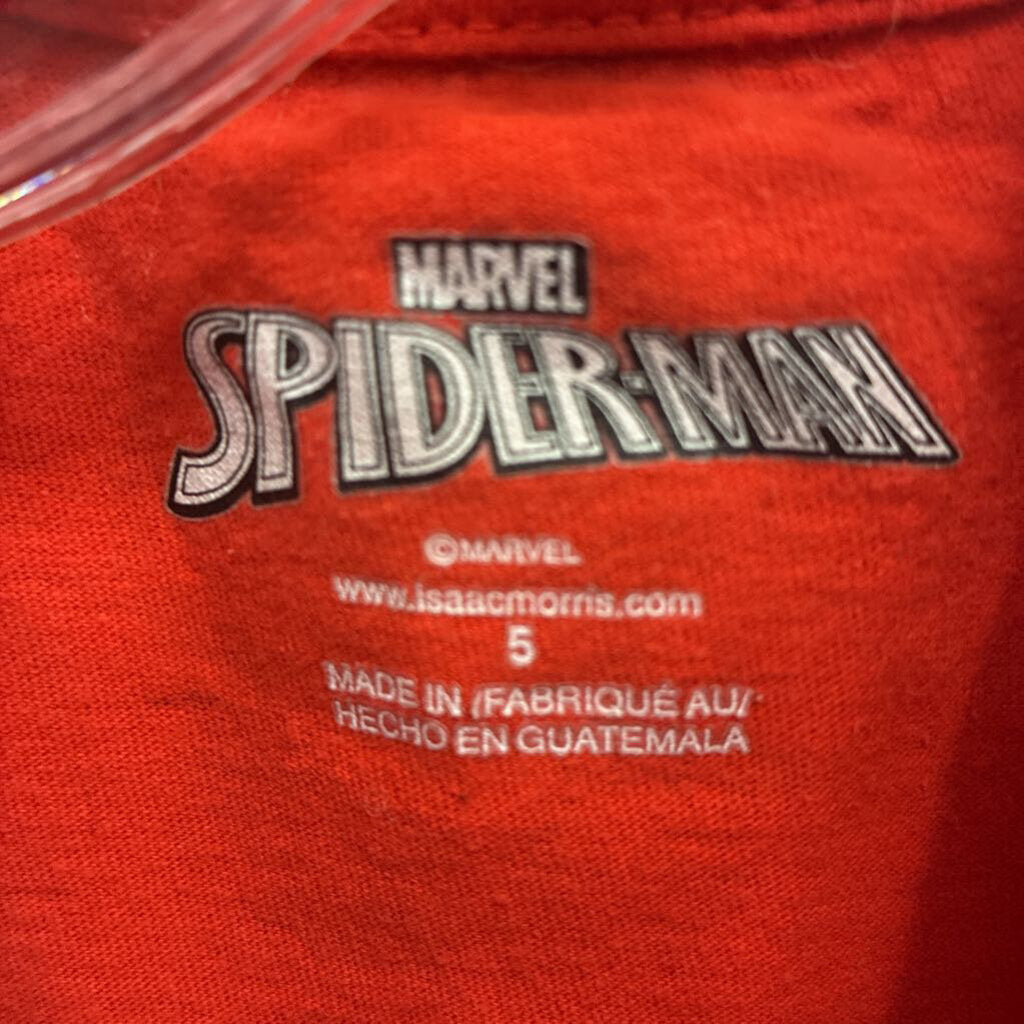 MARVEL
SPIDER-MAN
©MARVEL
www.isaacmorris.com
5
MADE IN /FABRIQUÉ AU/
HECHO EN GUATEMALA